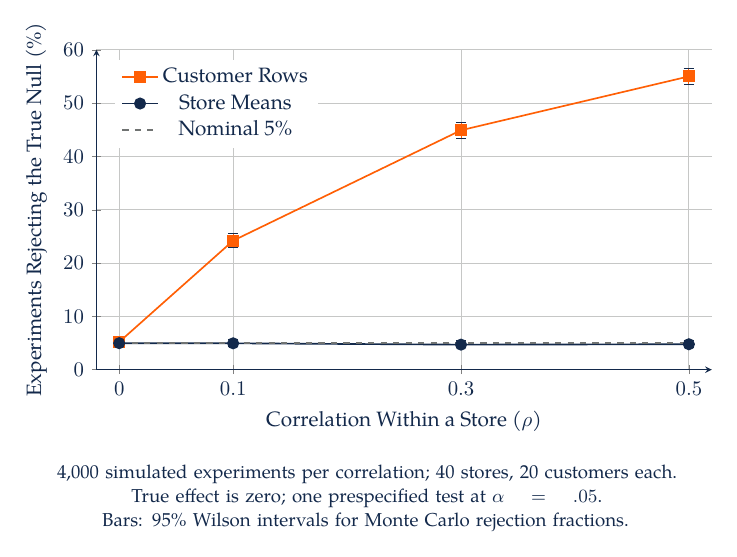 Experiments Rejecting the True Null (%)
60
50
40
30
20
10
0
Customer Rows
Store Means
Nominal 5%
0 0.1 0.3 0.5
Correlation Within a Store (ρ)
4,000 simulated experiments per correlation; 40 stores, 20 customers each.
True effect is zero; one prespecified test at α = .05.
Bars: 95% Wilson intervals for Monte Carlo rejection fractions.